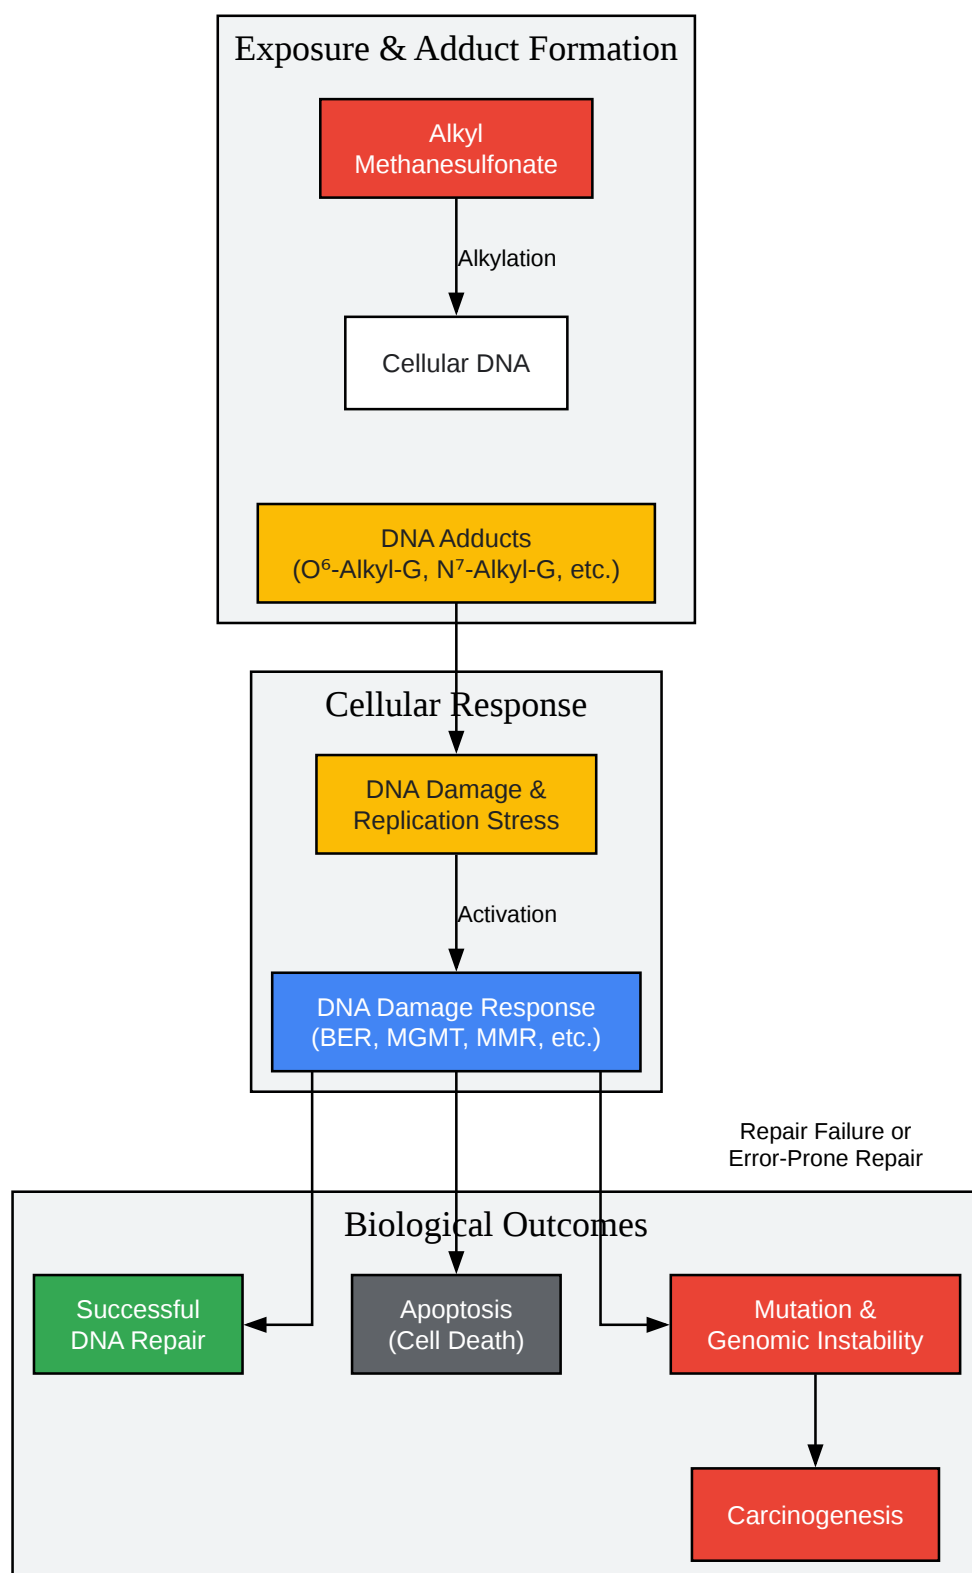 Exposure & Adduct Formation
Alkyl
Methanesulfonate
Alkylation
Cellular DNA
DNA Adducts
(O⁶-Alkyl-G, N⁷-Alkyl-G, etc.)
Cellular Response
DNA Damage &
Replication Stress
Activation
DNA Damage Response
(BER, MGMT, MMR, etc.)
Repair Failure or
Error-Prone Repair
Biological Outcomes
Successful
DNA Repair
Apoptosis
(Cell Death)
Mutation &
Genomic Instability
Carcinogenesis